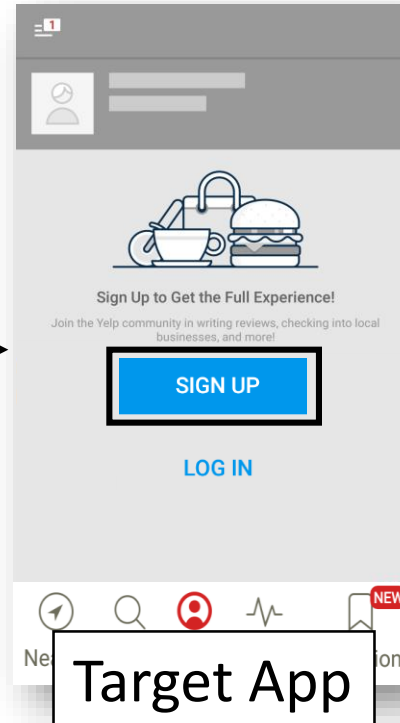 1
Sign Up to Get the Full Experience!
Join the Yelp community in writing reviews, checking into local
businesses, and more!
SIGN UP
LOG IN
NEW
Target App